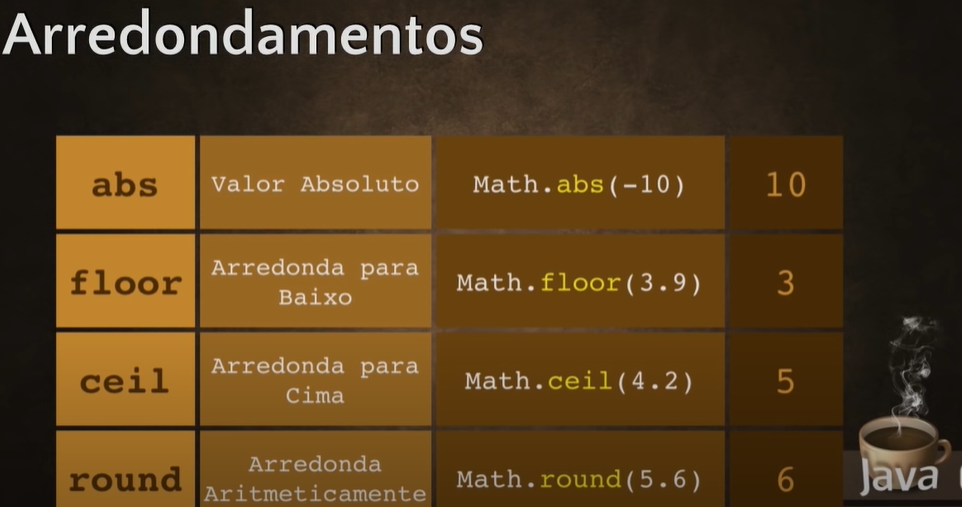 Arredondamentos
abs
Valor Absoluto
Math.abs(-10)
10
floor
Arredonda para
Baixo
Math.floor(3.9)
3
ceil
Arredonda para
Cima
Math.ceil(4.2)
5
round
Arredonda
Aritmeticamente
Math.round(5.6)
6
Java